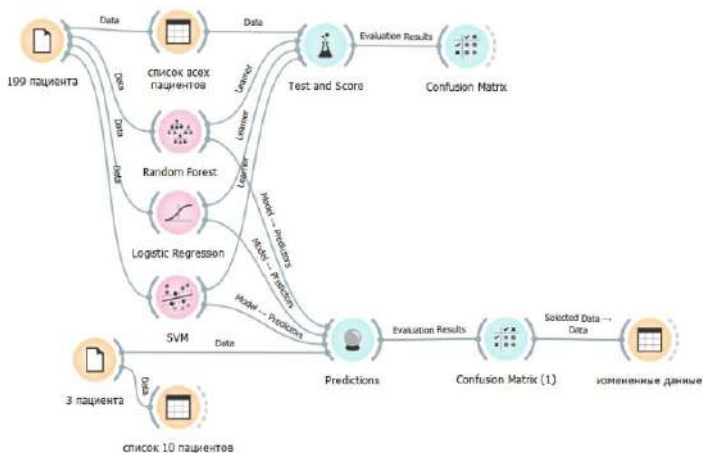 Data
Data
199 пациента
список всех
пациентов
Test and Score
Evaluation Results
Confusion Matrix
Data
Data
Data
Learner
Learner
Learner
Random Forest
Logistic Regression
SVM
Model → Predictors
Model → Predictors
Model → Predictors
Data
3 пациента
Data
список 10 пациентов
Predictions
Evaluation Results
Confusion Matrix (1)
Selected Data →
Data
измененные данные